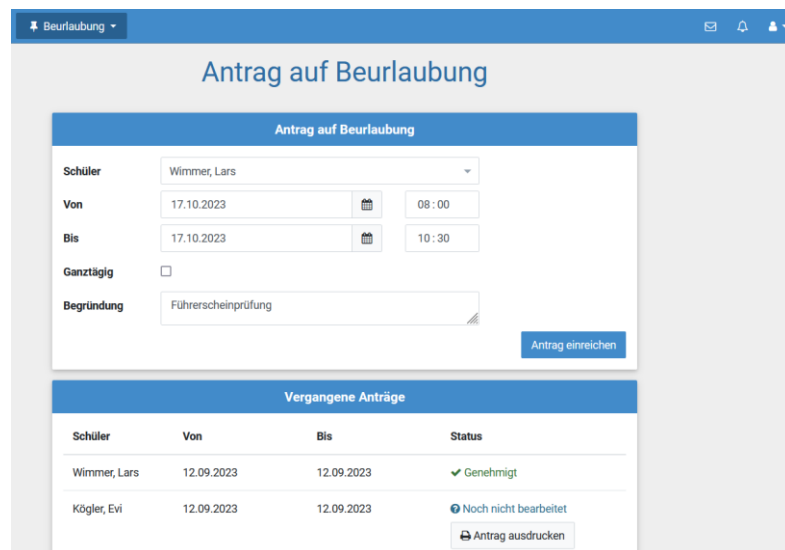 Beurlaubung
Antrag auf Beurlaubung
Antrag auf Beurlaubung
Schüler Wimmer, Lars
Von 17.10.2023 08:00
Bis 17.10.2023 10:30
Ganztägig
Begründung Führerscheinprüfung
Antrag einreichen
Vergangene Anträge
Schüler Von Bis Status
Wimmer, Lars 12.09.2023 12.09.2023 Genehmigt
Kögler, Evi 12.09.2023 12.09.2023 Noch nicht bearbeitet
Antrag ausdrucken